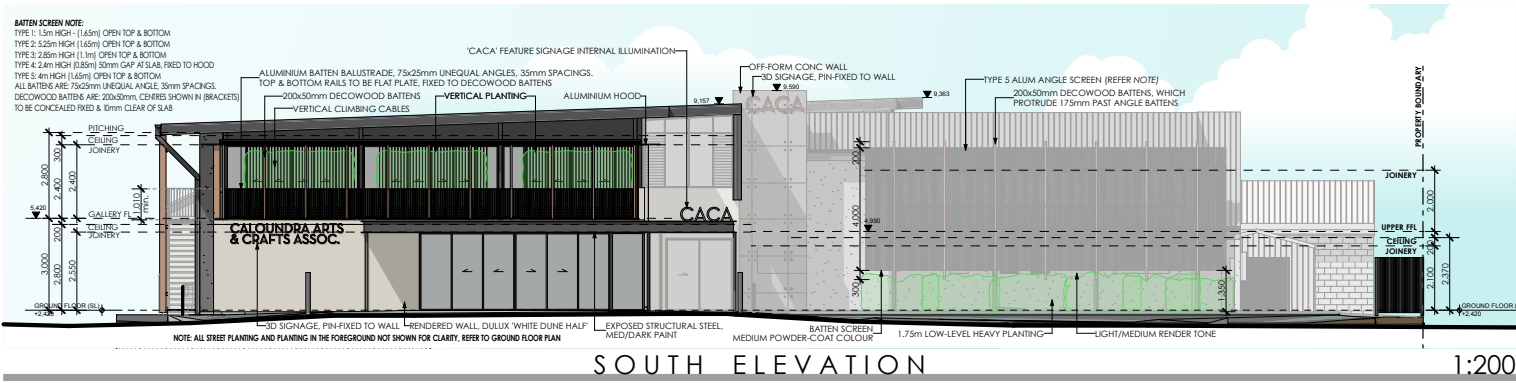 BATTEN SCREEN NOTE:
TYPE 1: 1.5m HIGH - (1.65m) OPEN TOP & BOTTOM
TYPE 2: 5.25m HIGH (1.65m) OPEN TOP & BOTTOM
TYPE 3: 2.85m HIGH (1.1m) OPEN TOP & BOTTOM
TYPE 4: 2.4m HIGH (0.85m) 50mm GAP AT SLAB, FIXED TO HOOD
TYPE 5: 4m HIGH (1.65m) OPEN TOP & BOTTOM
ALL BATTENS ARE: 75x25mm UNEQUAL ANGLE, 35mm SPACINGS.
DECOWOOD BATTENS ARE: 200x50mm, CENTRES SHOWN IN (BRACKETS)
TO BE CONCEALED FIXED & 10mm CLEAR OF SLAB
'CACA' FEATURE SIGNAGE INTERNAL ILLUMINATION
ALUMINIUM BATTEN BALUSTRADE, 75x25mm UNEQUAL ANGLES, 35mm SPACINGS.
TOP & BOTTOM RAILS TO BE FLAT PLATE, FIXED TO DECOWOOD BATTENS
200x50mm DECOWOOD BATTENS
VERTICAL PLANTING
ALUMINIUM HOOD
VERTICAL CLIMBING CABLES
OFF-FORM CONC WALL
3D SIGNAGE, PIN-FIXED TO WALL
9,157
9,590
9,363
CACA
TYPE 5 ALUM ANGLE SCREEN (REFER NOTE)
200x50mm DECOWOOD BATTENS, WHICH
PROTRUDE 175mm PAST ANGLE BATTENS
PROPERTY BOUNDARY
PITCHING
CEILING
JOINERY
300
2,800
2,400
2,400
1,010
min.
5,420
GALLERY FL
CEILING
JOINERY
200
3,000
2,800
2,550
GROUND FLOOR (SL)
+2,420
CALOUNDRA ARTS
& CRAFTS ASSOC.
CACA
200
4,000
4,990
300
1,350
JOINERY
2,000
UPPER FFL
CEILING
JOINERY
200
2,100
2,370
GROUND FLOOR
+2,420
3D SIGNAGE, PIN-FIXED TO WALL
RENDERED WALL, DULUX 'WHITE DUNE HALF'
EXPOSED STRUCTURAL STEEL,
MED/DARK PAINT
BATTEN SCREEN
MEDIUM POWDER-COAT COLOUR
1.75m LOW-LEVEL HEAVY PLANTING
LIGHT/MEDIUM RENDER TONE
NOTE: ALL STREET PLANTING AND PLANTING IN THE FOREGROUND NOT SHOWN FOR CLARITY, REFER TO GROUND FLOOR PLAN
SOUTH ELEVATION
1:200